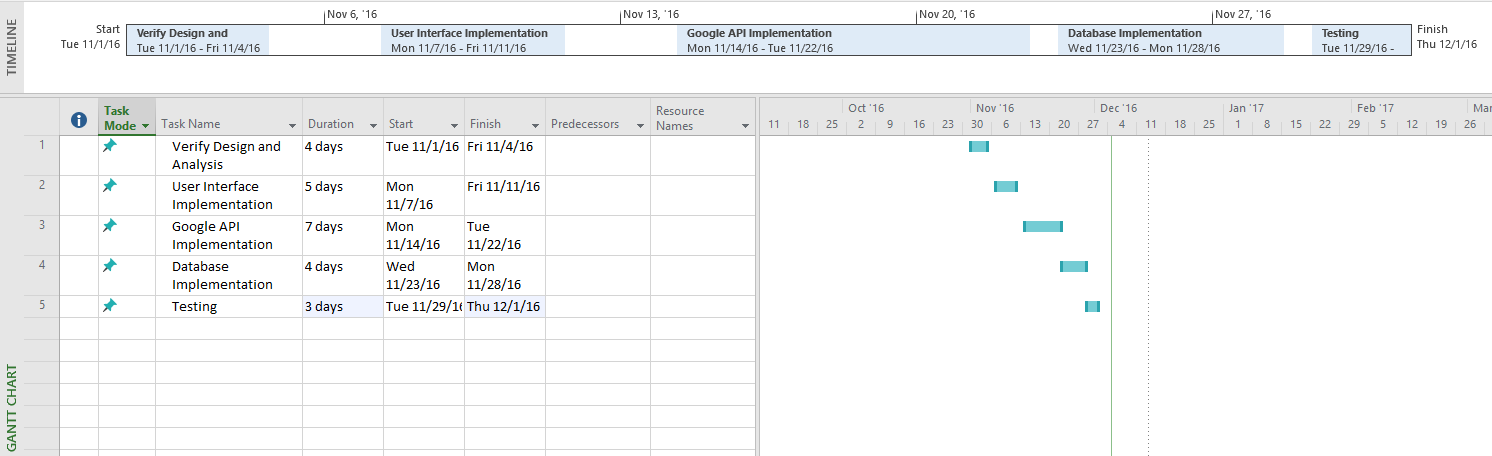 TIMELINE
Nov 6, '16
Nov 13, '16
Nov 20, '16
Nov 27, '16
Start
Tue 11/1/16
Verify Design and
Tue 11/1/16 - Fri 11/4/16
User Interface Implementation
Mon 11/7/16 - Fri 11/11/16
Google API Implementation
Mon 11/14/16 - Tue 11/22/16
Database Implementation
Wed 11/23/16 - Mon 11/28/16
Testing
Tue 11/29/16 -
Finish
Thu 12/1/16
GANTT CHART
Task Mode
Task Name
Duration
Start
Finish
Predecessors
Resource Names
Oct '16
Nov '16
Dec '16
Jan '17
Feb '17
Mar
11 18 25 2 9 16 23 30 6 13 20 27 4 11 18 25 1 8 15 22 29 5 12 19 26
1 Verify Design and Analysis 4 days Tue 11/1/16 Fri 11/4/16
2 User Interface Implementation 5 days Mon 11/7/16 Fri 11/11/16
3 Google API Implementation 7 days Mon 11/14/16 Tue 11/22/16
4 Database Implementation 4 days Wed 11/23/16 Mon 11/28/16
5 Testing 3 days Tue 11/29/16 Thu 12/1/16